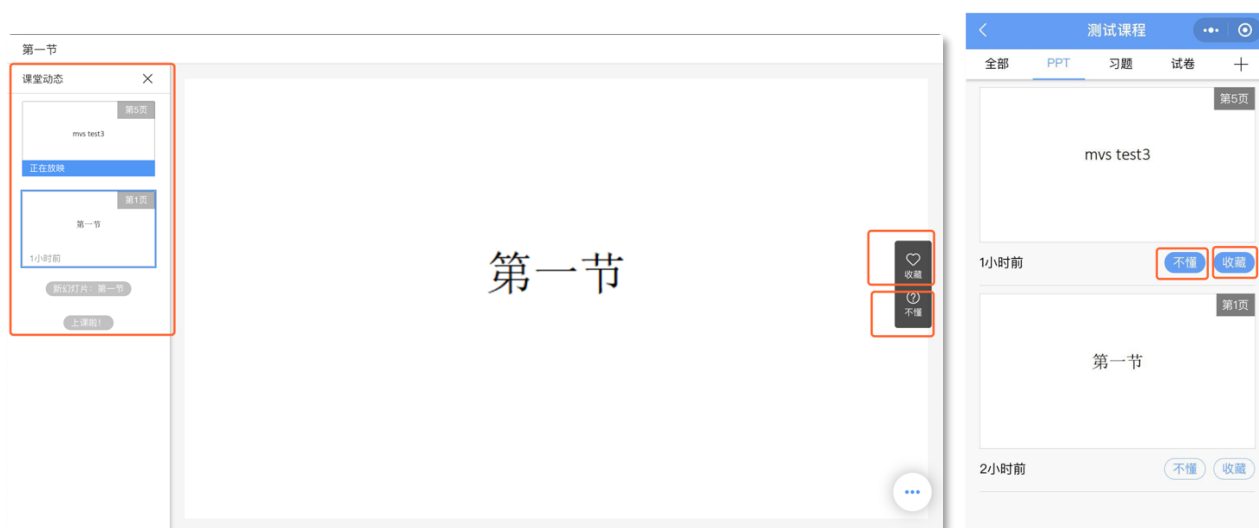 第一节
课堂动态
第5页
mvs test3
正在放映
第1页
第一节
1小时前
新幻灯片：第一节
上课啦！
第一节
收藏
不懂
测试课程
全部 PPT 习题 试卷
第5页
mvs test3
1小时前 不懂 收藏
第1页
第一节
2小时前 不懂 收藏